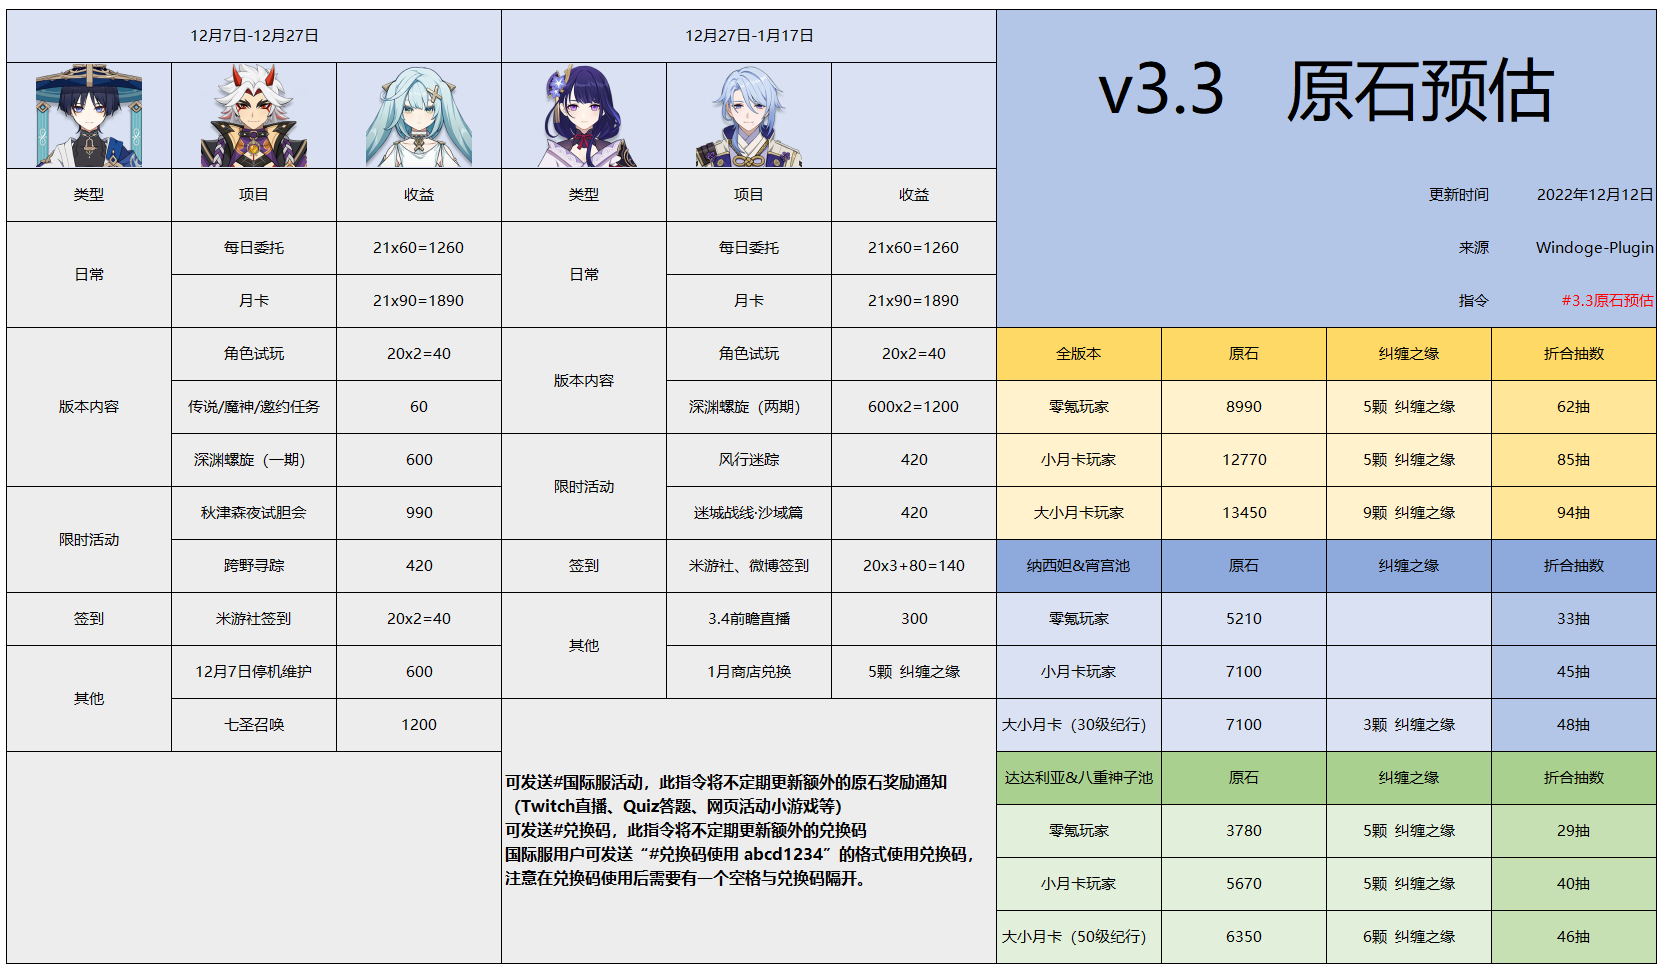 12月7日-12月27日
12月27日-1月17日
v3.3 原石预估
更新时间 2022年12月12日
来源 Windoge-Plugin
指令 #3.3原石预估
类型 项目 收益
日常
每日委托 21x60=1260
月卡 21x90=1890
版本内容
角色试玩 20x2=40
传说/魔神/邀约任务 60
深渊螺旋（一期） 600
限时活动
秋津森夜试胆会 990
跨野寻踪 420
签到 米游社签到 20x2=40
其他
12月7日停机维护 600
七圣召唤 1200
类型 项目 收益
日常
每日委托 21x60=1260
月卡 21x90=1890
版本内容
角色试玩 20x2=40
深渊螺旋（两期） 600x2=1200
限时活动
风行迷踪 420
迷城战线·沙域篇 420
签到 米游社、微博签到 20x3+80=140
其他
3.4前瞻直播 300
1月商店兑换 5颗 纠缠之缘
可发送#国际服活动，此指令将不定期更新额外的原石奖励通知
（Twitch直播、Quiz答题、网页活动小游戏等）
可发送#兑换码，此指令将不定期更新额外的兑换码
国际服用户可发送“#兑换码使用 abcd1234”的格式使用兑换码，
注意在兑换码使用后需要有一个空格与兑换码隔开。
全版本 原石 纠缠之缘 折合抽数
零氪玩家 8990 5颗 纠缠之缘 62抽
小月卡玩家 12770 5颗 纠缠之缘 85抽
大小月卡玩家 13450 9颗 纠缠之缘 94抽
纳西妲&宵宫池 原石 纠缠之缘 折合抽数
零氪玩家 5210 33抽
小月卡玩家 7100 45抽
大小月卡（30级纪行） 7100 3颗 纠缠之缘 48抽
达达利亚&八重神子池 原石 纠缠之缘 折合抽数
零氪玩家 3780 5颗 纠缠之缘 29抽
小月卡玩家 5670 5颗 纠缠之缘 40抽
大小月卡（50级纪行） 6350 6颗 纠缠之缘 46抽